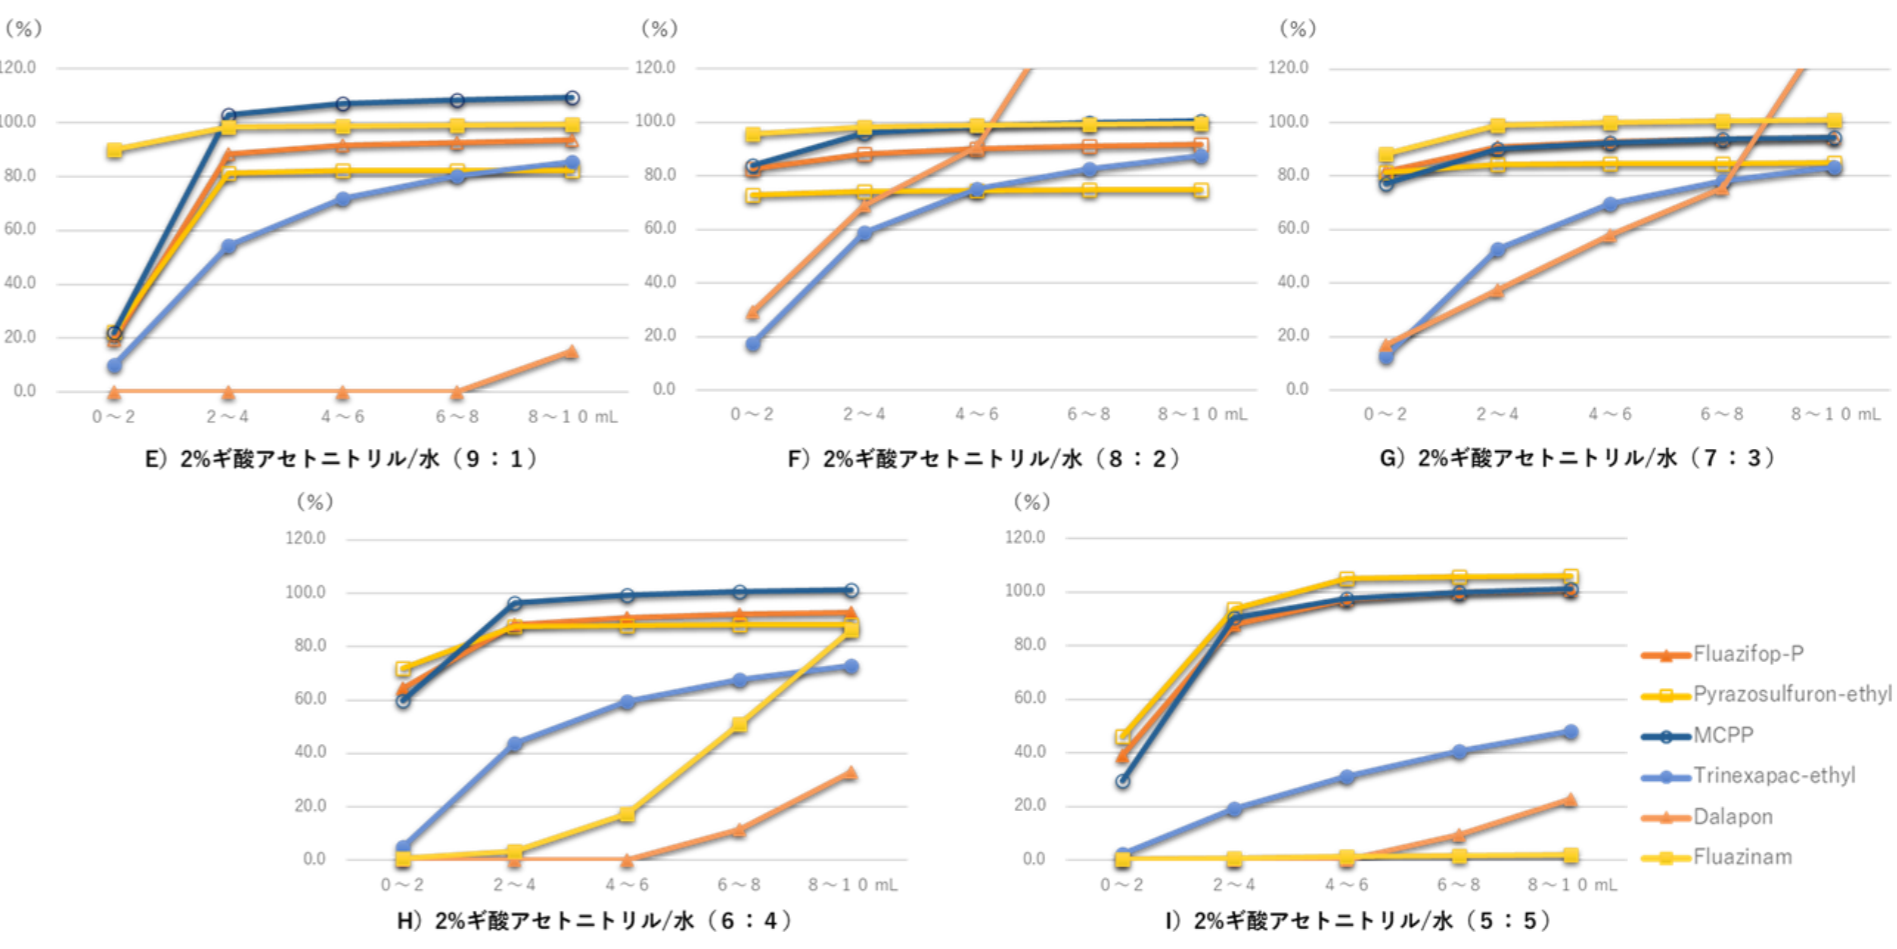 （%）
120.0
100.0
80.0
60.0
40.0
20.0
0.0
0～2 2～4 4～6 6～8 8～10 mL
E）2%ギ酸アセトニトリル/水（9：1）
（%）
120.0
100.0
80.0
60.0
40.0
20.0
0.0
0～2 2～4 4～6 6～8 8～10 mL
F）2%ギ酸アセトニトリル/水（8：2）
（%）
120.0
100.0
80.0
60.0
40.0
20.0
0.0
0～2 2～4 4～6 6～8 8～10 mL
G）2%ギ酸アセトニトリル/水（7：3）
（%）
120.0
100.0
80.0
60.0
40.0
20.0
0.0
0～2 2～4 4～6 6～8 8～10 mL
H）2%ギ酸アセトニトリル/水（6：4）
（%）
120.0
100.0
80.0
60.0
40.0
20.0
0.0
0～2 2～4 4～6 6～8 8～10 mL
I）2%ギ酸アセトニトリル/水（5：5）
Fluazifop-P
Pyrazosulfuron-ethyl
MCPP
Trinexapac-ethyl
Dalapon
Fluazinam